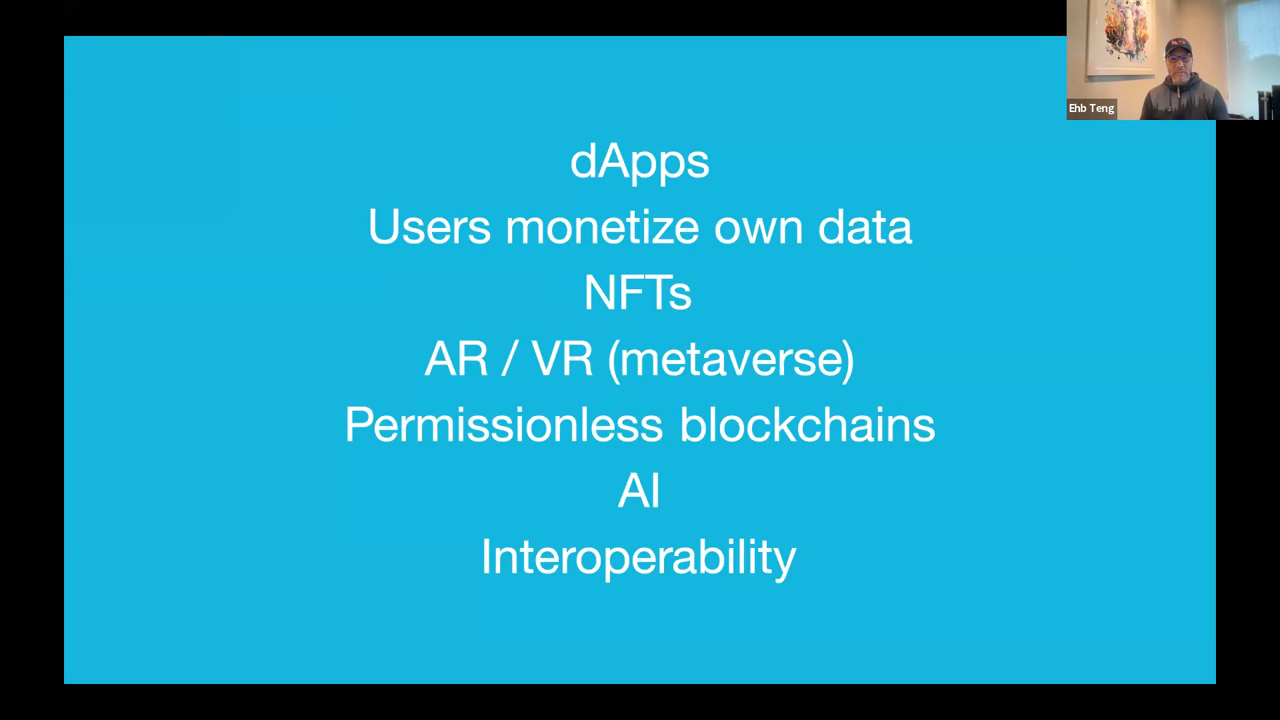 Ehb Teng
dApps
Users monetize own data
NFTs
AR / VR (metaverse)
Permissionless blockchains
AI
Interoperability